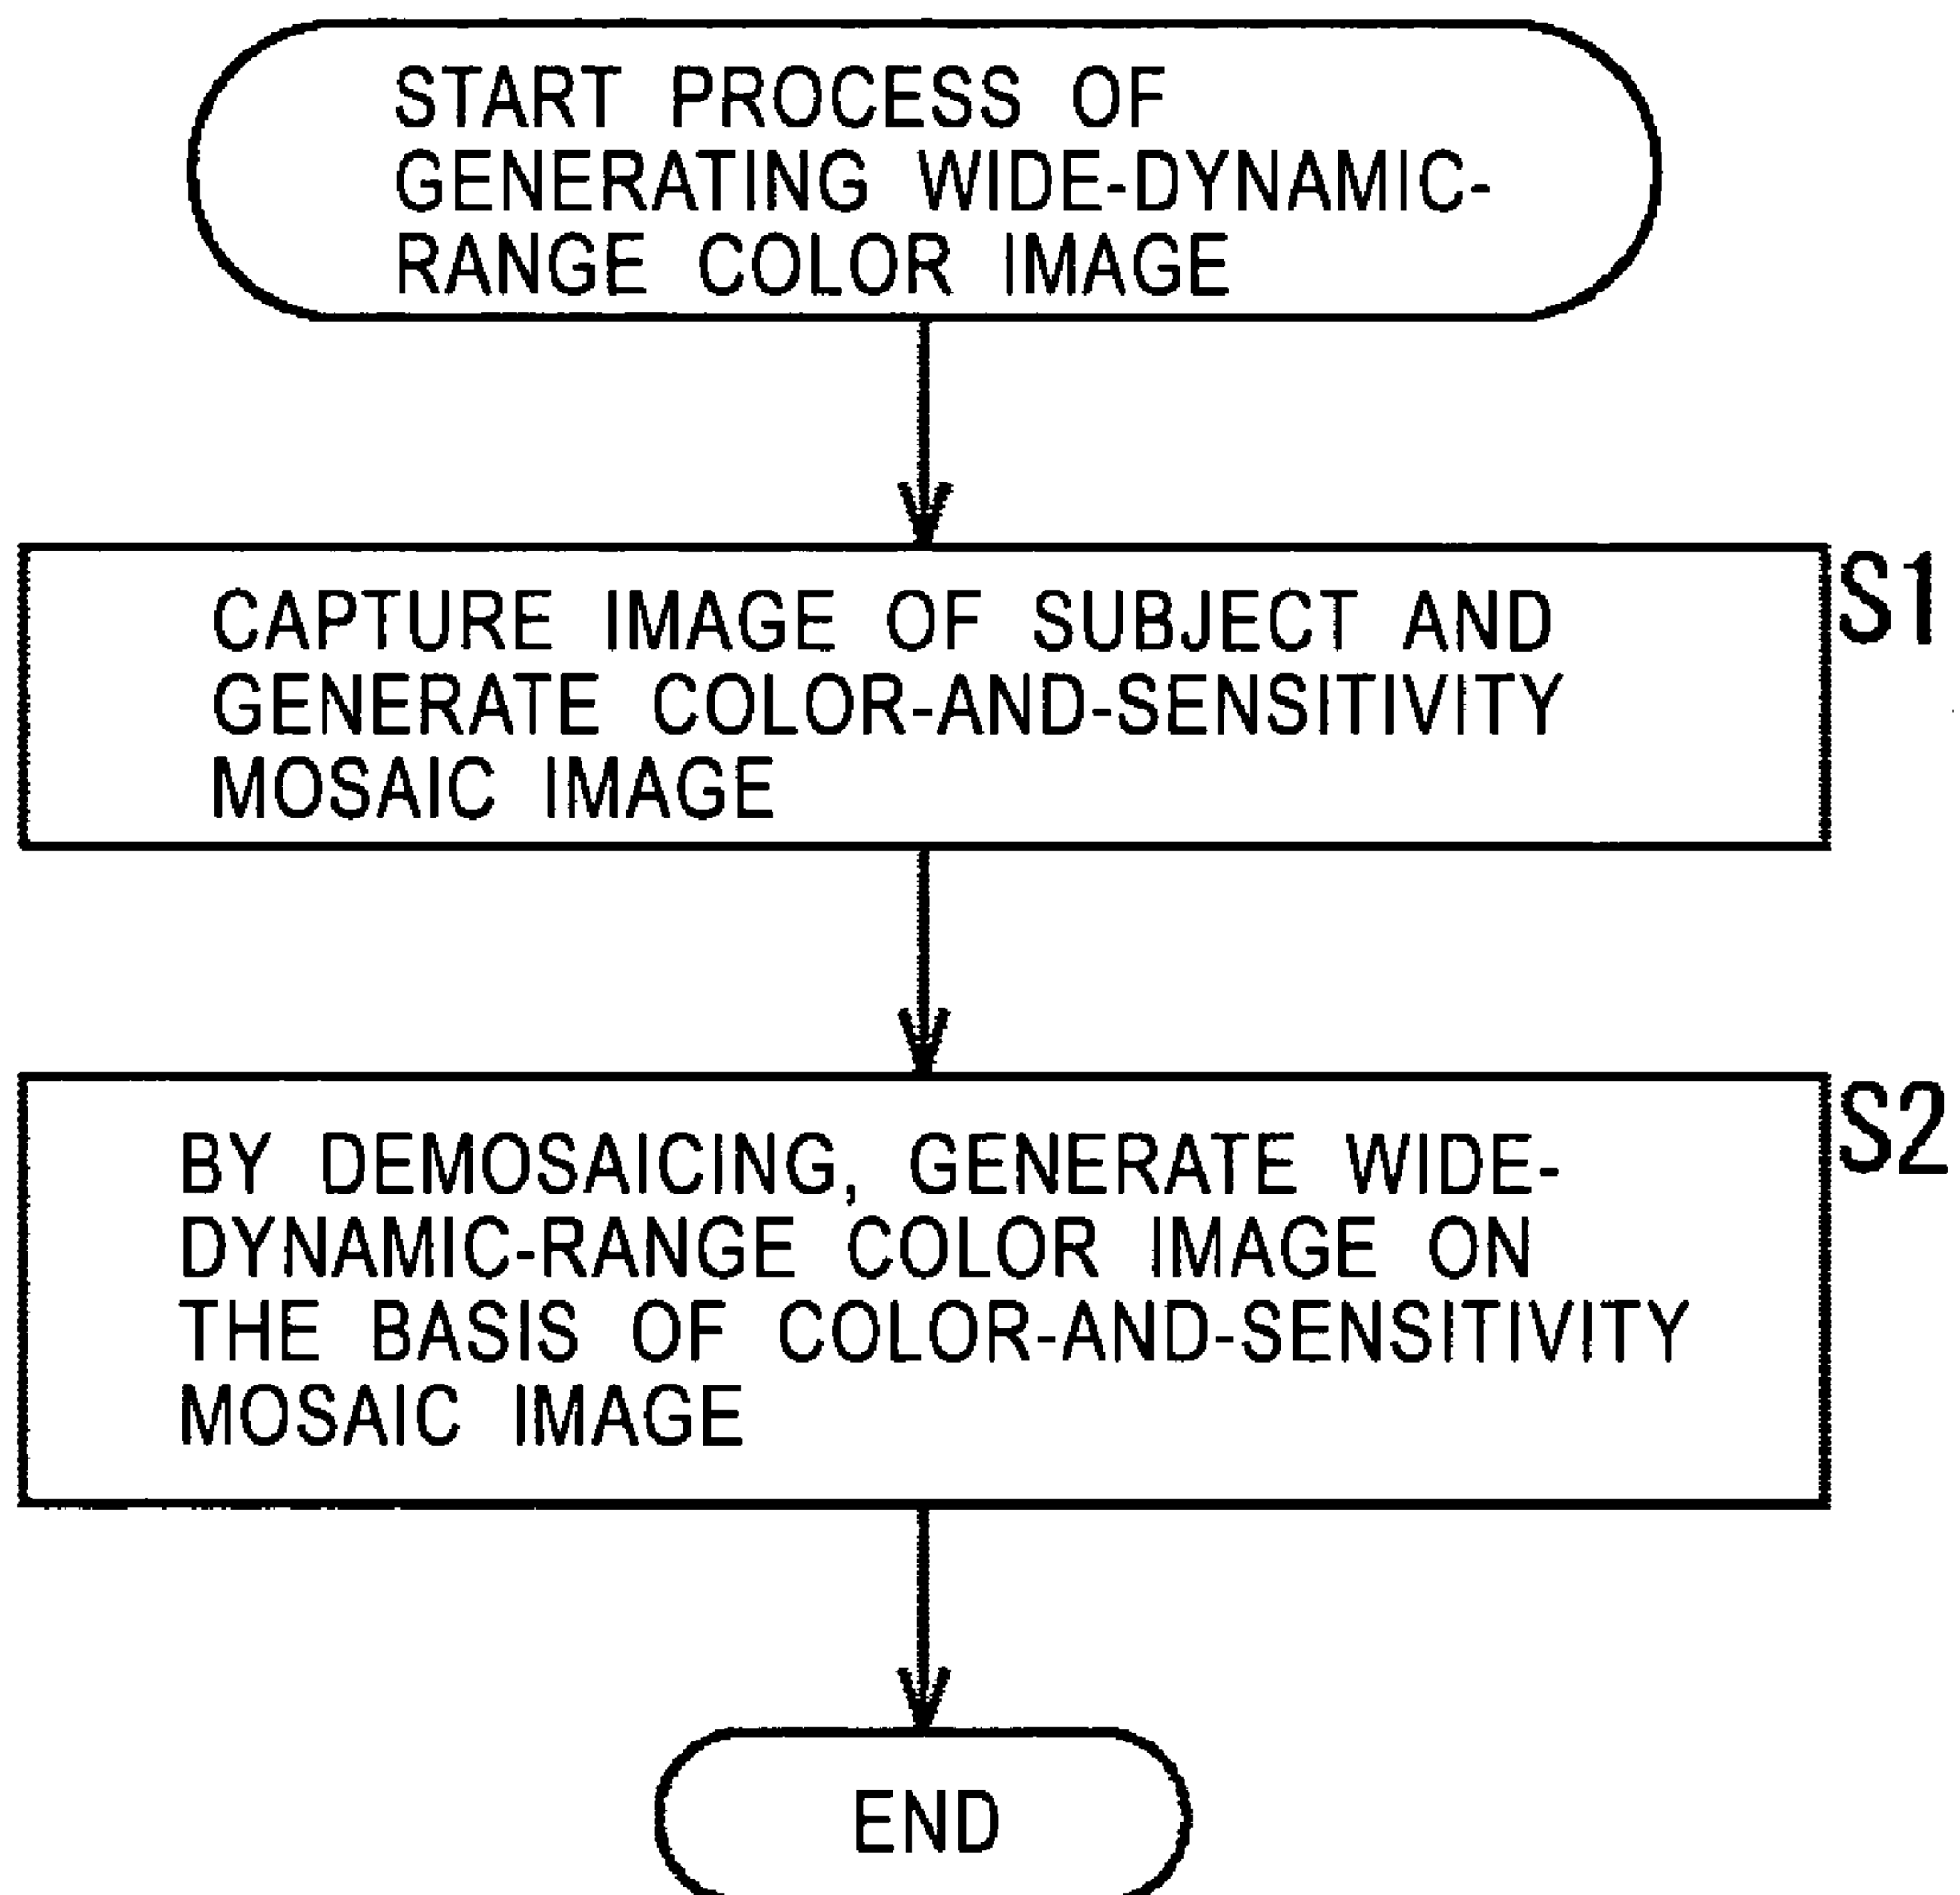 START PROCESS OF
GENERATING WIDE-DYNAMIC-
RANGE COLOR IMAGE
CAPTURE IMAGE OF SUBJECT AND
GENERATE COLOR-AND-SENSITIVITY
MOSAIC IMAGE
S1
BY DEMOSAICING, GENERATE WIDE-
DYNAMIC-RANGE COLOR IMAGE ON
THE BASIS OF COLOR-AND-SENSITIVITY
MOSAIC IMAGE
S2
END